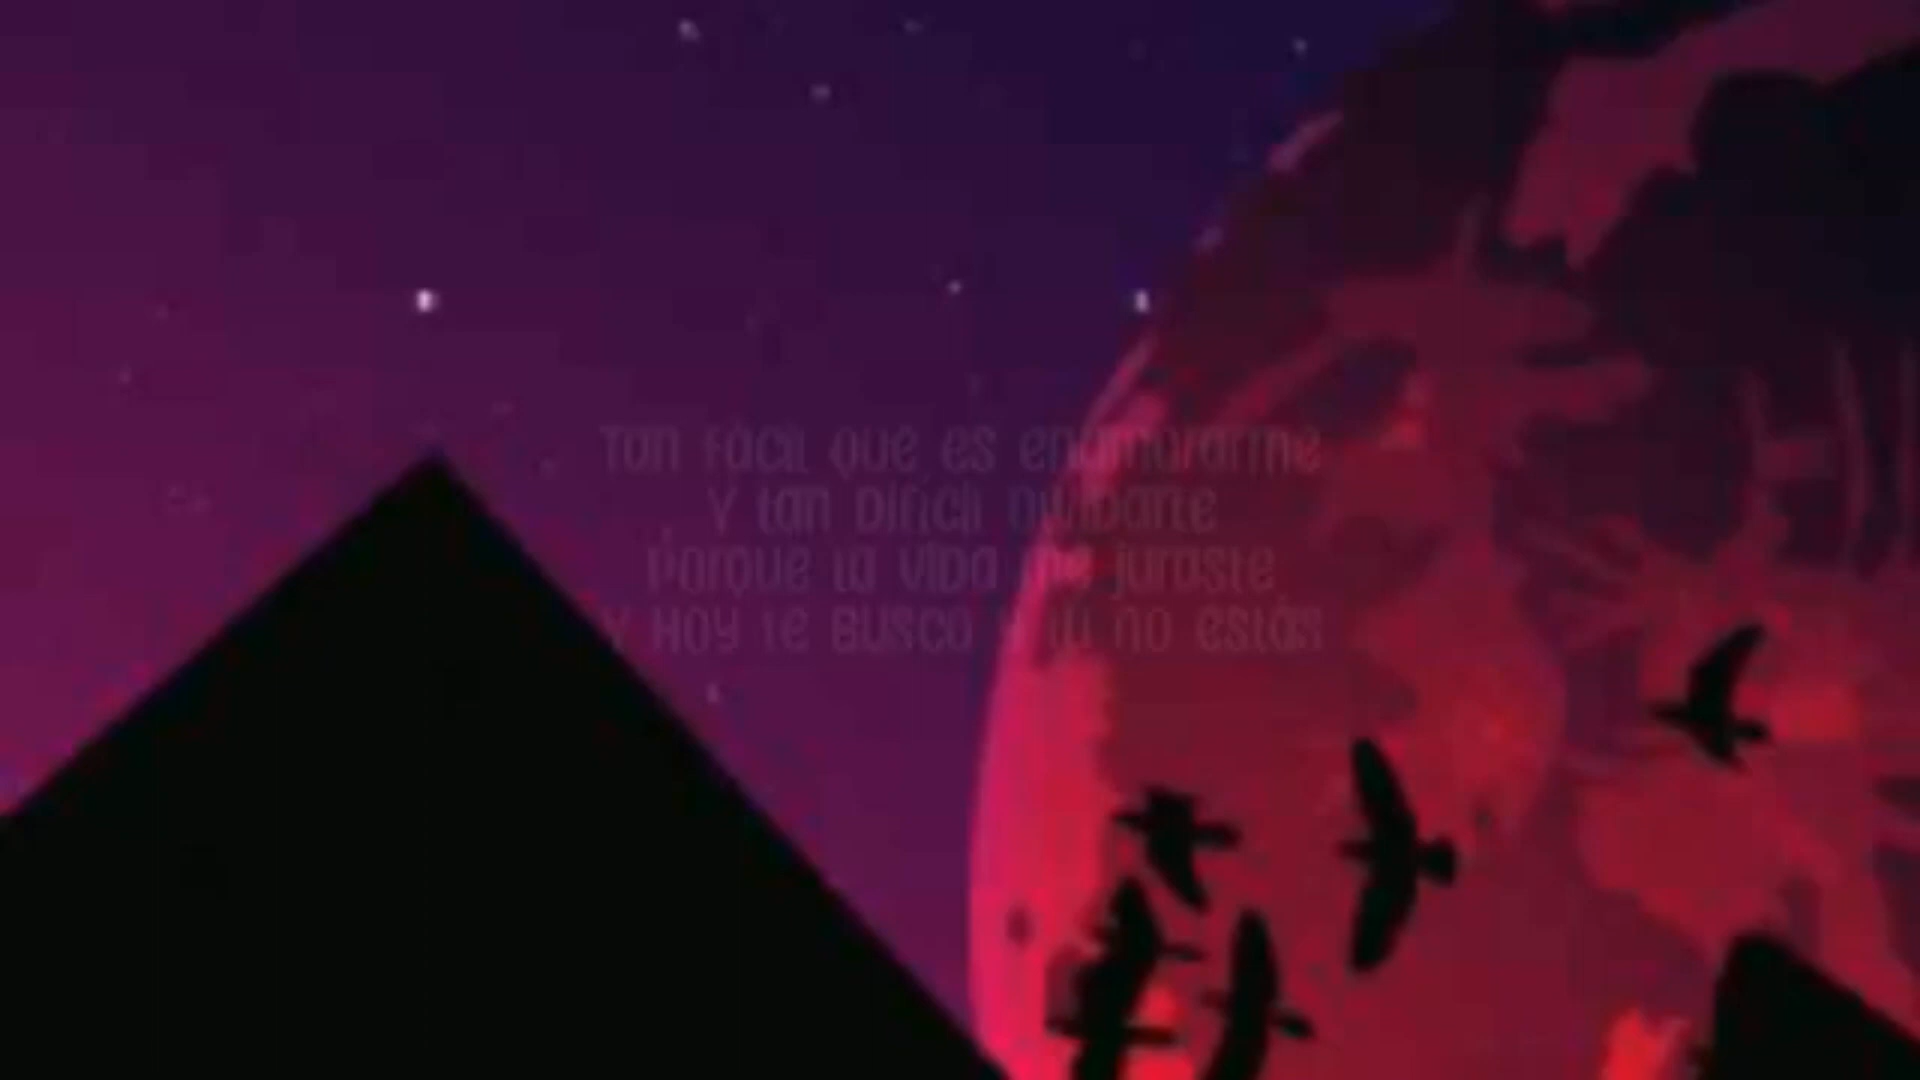 Tan fácil que es enamorarme
Y tan difícil olvidarte
Porque la vida me juraste
Y hoy te busco y tú no estás